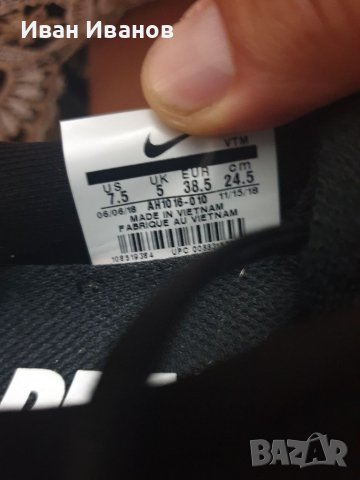 Иван Иванов
VTM
US UK EUR cm
7.5 5 38.5 24.5
06/06/18 AH1016-010 11/15/18
MADE IN VIETNAM
FABRIQUE AU VIETNAM
108519384 UPC
BAZAR